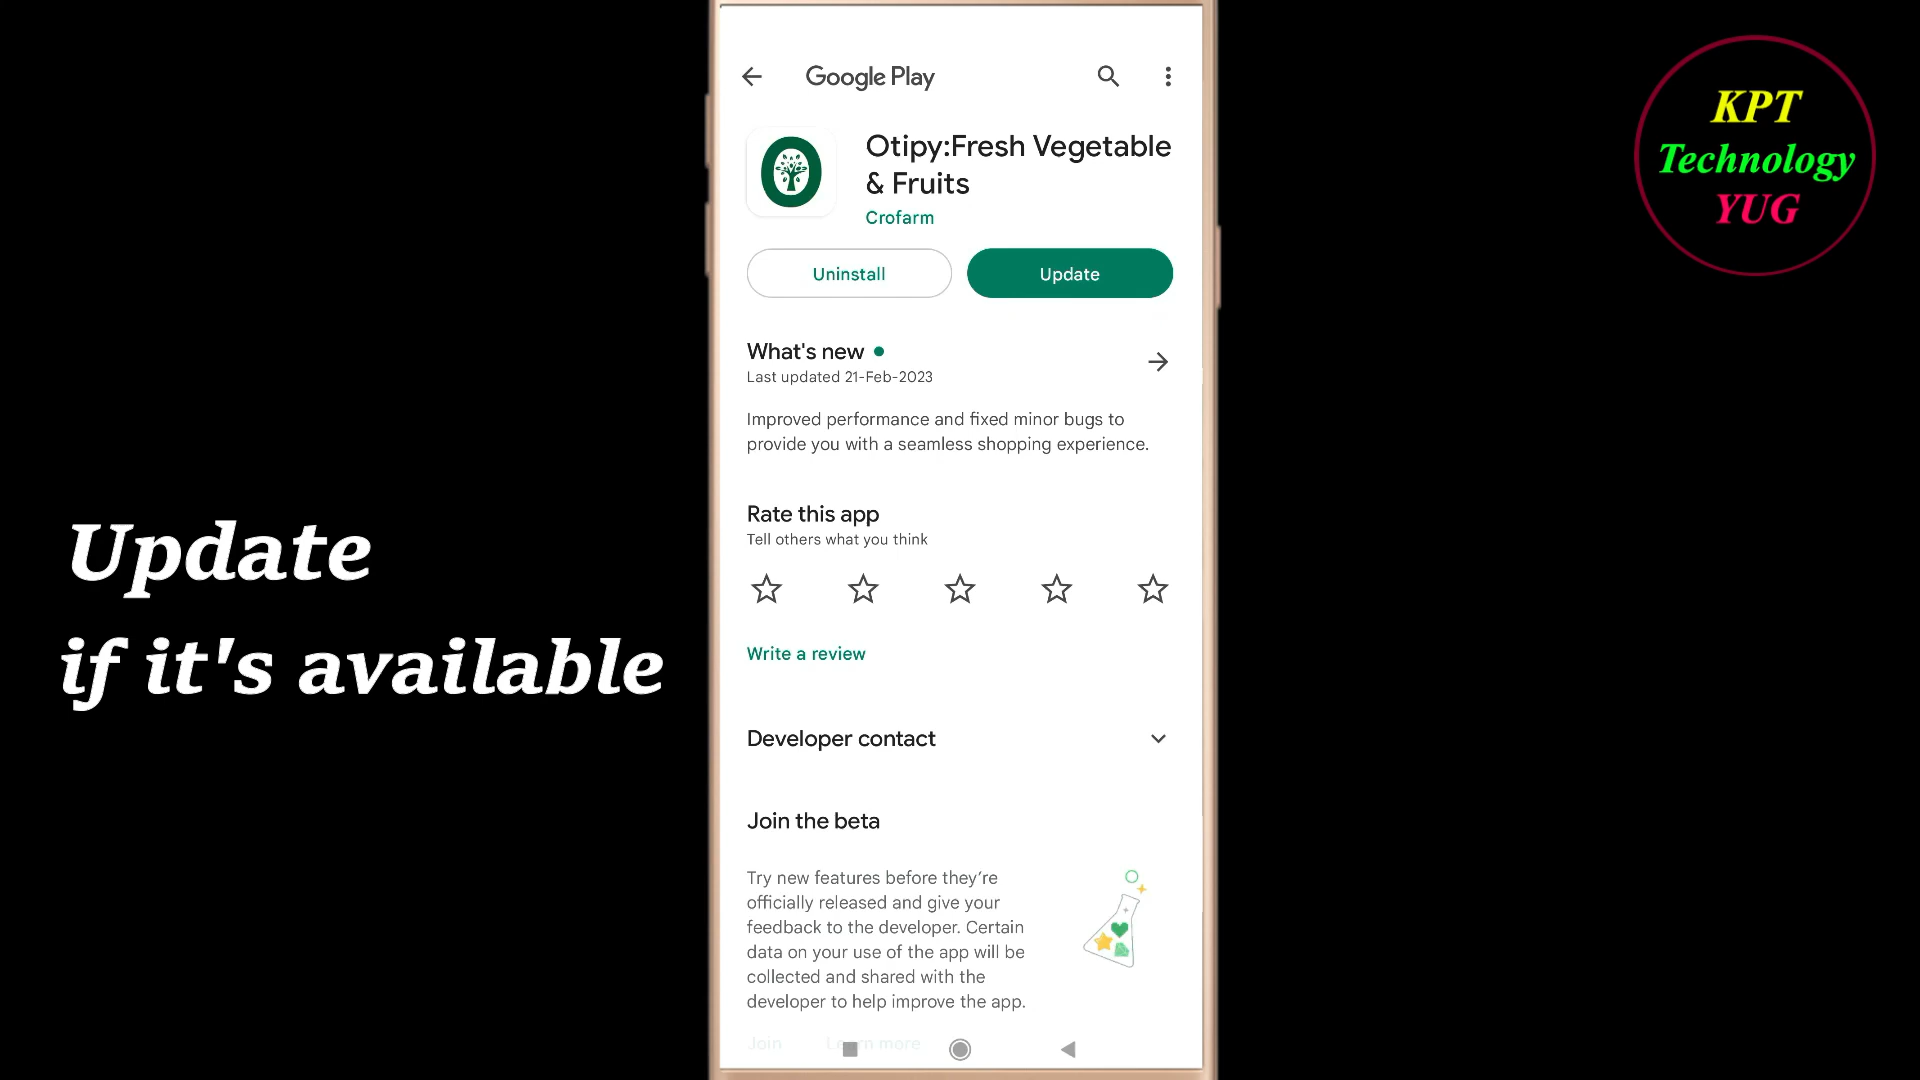 Google Play
Otipy:Fresh Vegetable
& Fruits
Crofarm
Uninstall
Update
What's new
Last updated 21-Feb-2023
Improved performance and fixed minor bugs to
provide you with a seamless shopping experience.
Rate this app
Tell others what you think
Write a review
Developer contact
Join the beta
Try new features before they're
officially released and give your
feedback to the developer. Certain
data on your use of the app will be
collected and shared with the
developer to help improve the app.
Join
Learn more
Update
if it's available
KPT
Technology
YUG